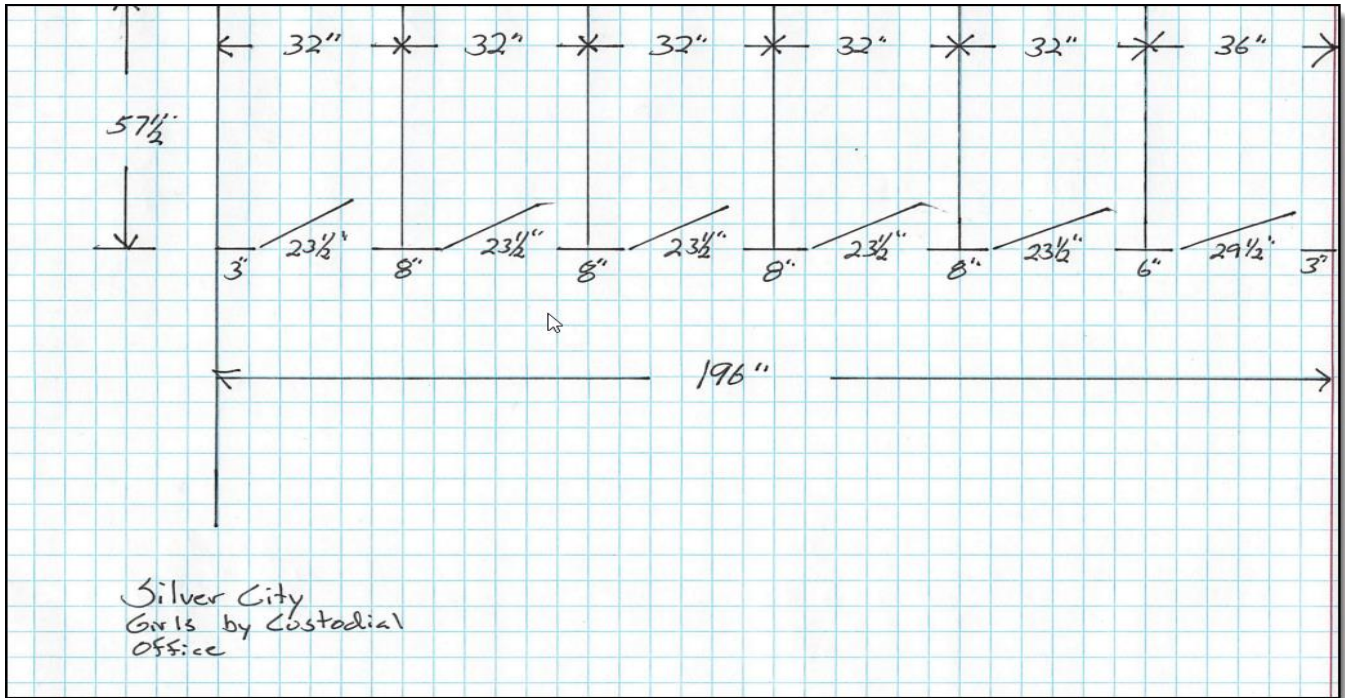 32" 32" 32" 32" 32" 36"
57½"
23½" 23½" 23½" 23½" 23½" 29½"
3" 8" 8" 8" 8" 6" 3"
196"
Silver City
Girls by Custodial
Office